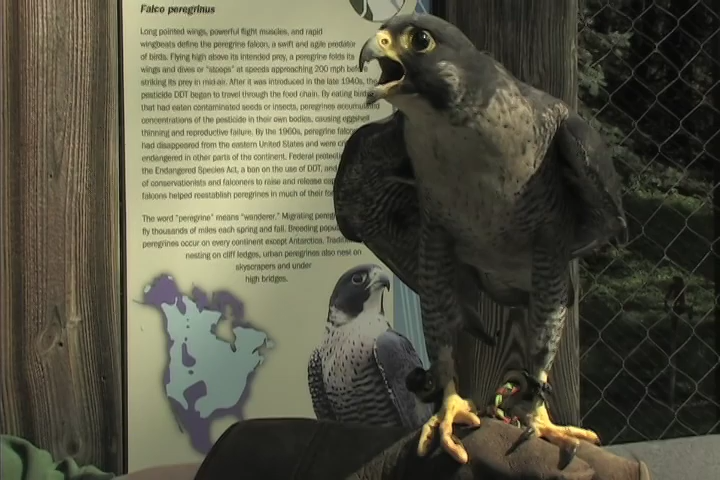 Falco peregrinus
Long pointed wings, powerful flight muscles, and rapid
wingbeats define the peregrine falcon, a swift and agile predator
of birds. Flying high above its intended prey, a peregrine folds its
wings and dives or "stoops" at speeds approaching 200 mph before
striking its prey in mid-air. After it was introduced in the late 1940s, the
pesticide DDT began to travel through the food chain. By eating birds
that had eaten contaminated seeds or insects, peregrines accumulated
concentrations of the pesticide in their own bodies, causing eggshell
thinning and reproductive failure. By the 1960s, peregrine falcons
had disappeared from the eastern United States and were
endangered in other parts of the continent. Federal
the Endangered Species Act, a ban on the use of DDT, and
of conservationists and falconers to raise and release
falcons helped reestablish peregrines in much of their
The word "peregrine" means "wanderer." Migrating
fly thousands of miles each spring and fall. Breeding
peregrines occur on every continent except Antarctica.
nesting on cliff ledges, urban peregrines also nest on
skyscrapers and under
high bridges.